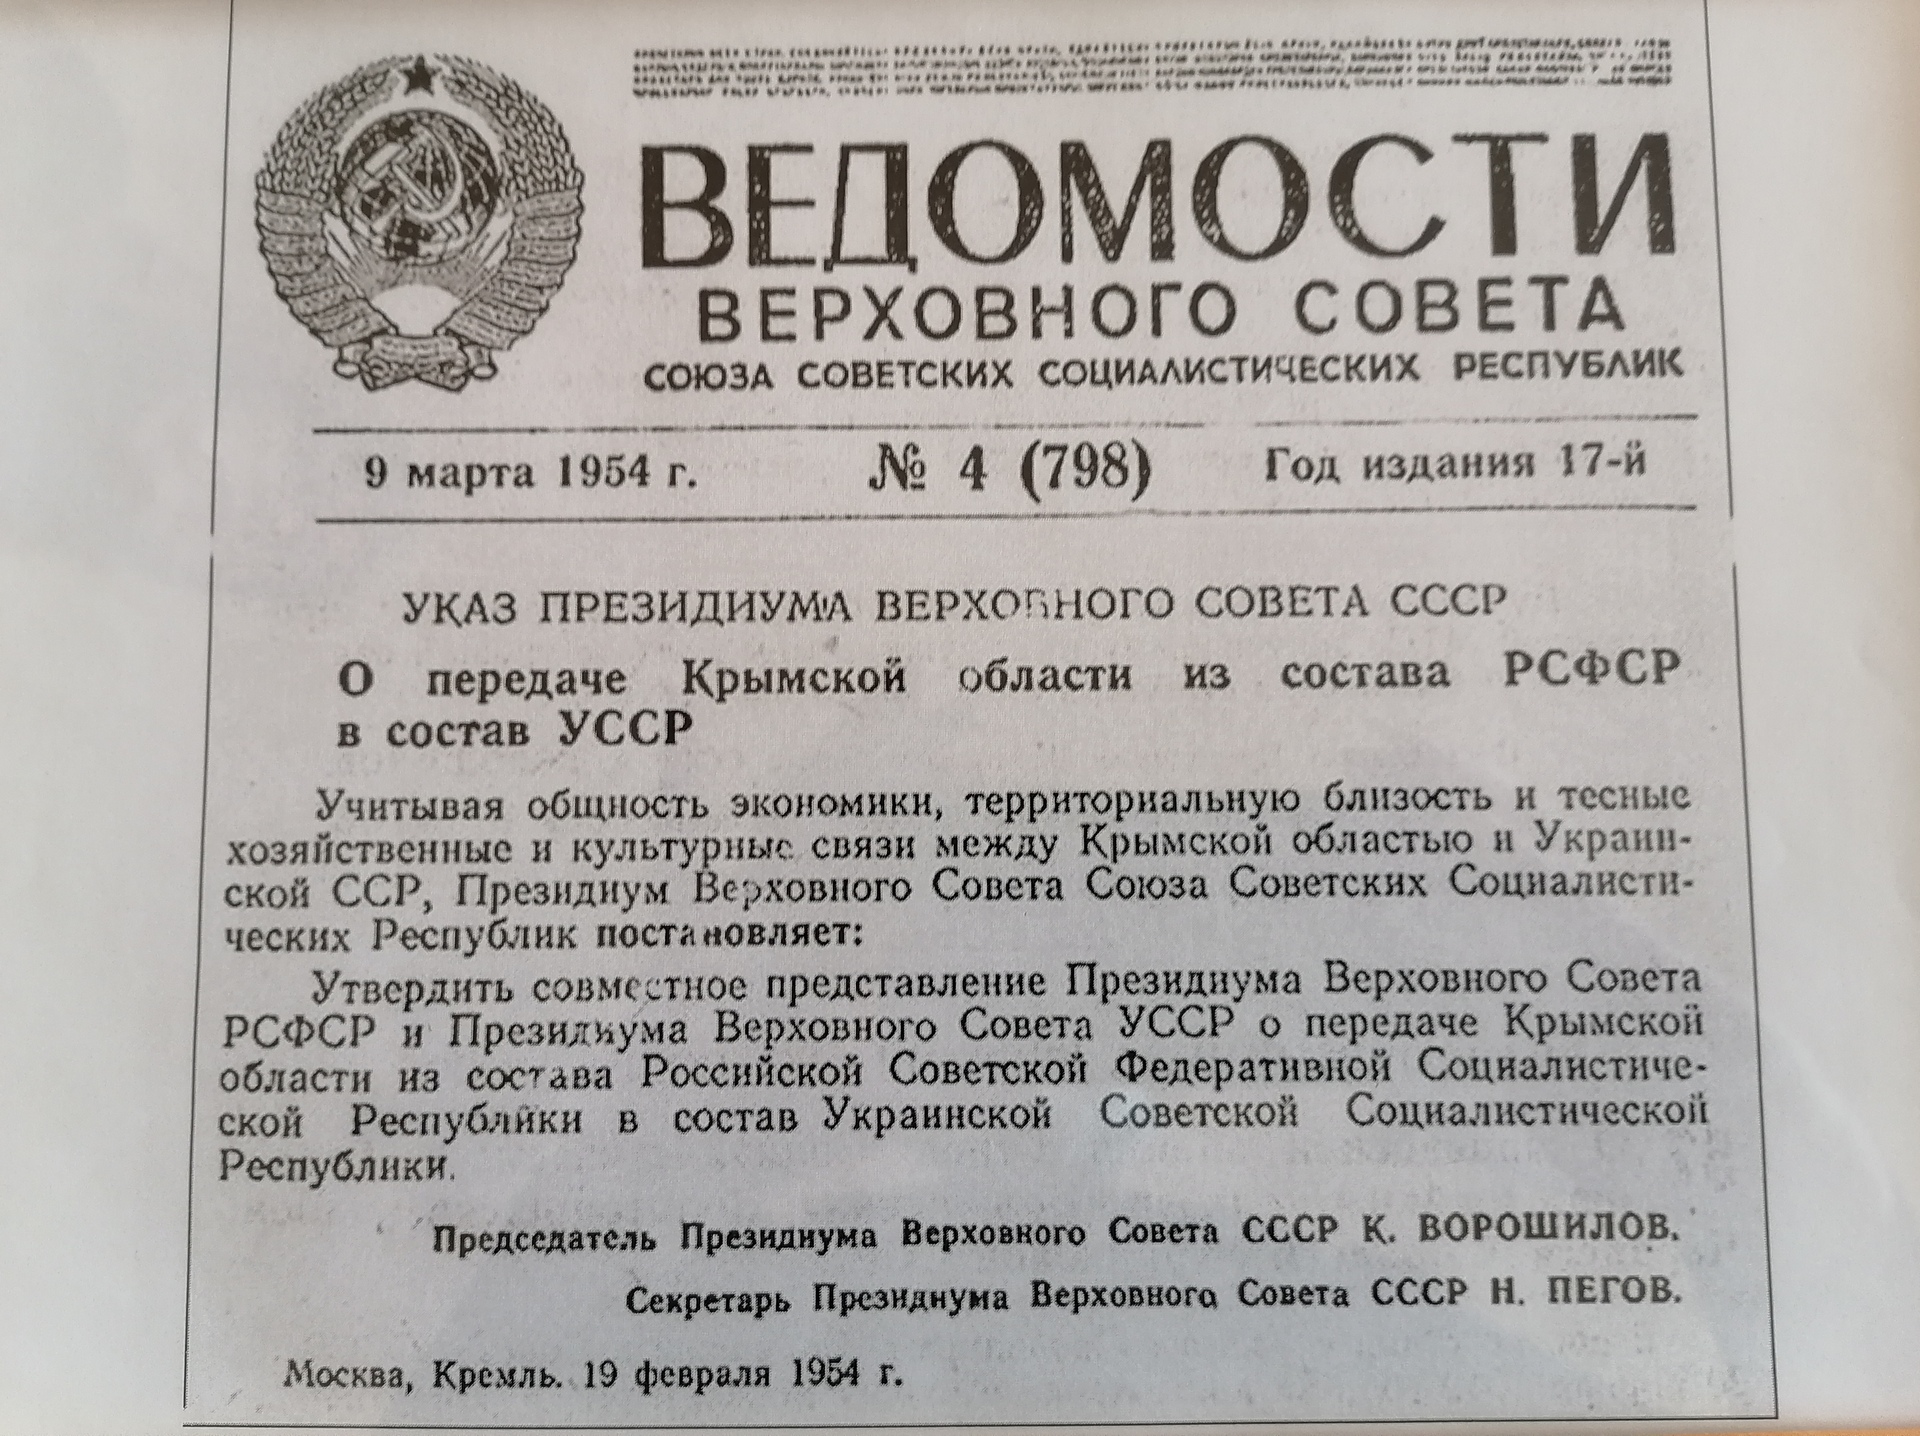 ВЕДОМОСТИ
ВЕРХОВНОГО СОВЕТА
СОЮЗА СОВЕТСКИХ СОЦИАЛИСТИЧЕСКИХ РЕСПУБЛИК
9 марта 1954 г. № 4 (798) Год издания 17-й
УКАЗ ПРЕЗИДИУМА ВЕРХОВНОГО СОВЕТА СССР
О передаче Крымской области из состава РСФСР
в состав УССР
Учитывая общность экономики, территориальную близость и тесные
хозяйственные и культурные связи между Крымской областью и Украин-
ской ССР, Президиум Верховного Совета Союза Советских Социалисти-
ческих Республик постановляет:
Утвердить совместное представление Президиума Верховного Совета
РСФСР и Президиума Верховного Совета УССР о передаче Крымской
области из состава Российской Советской Федеративной Социалистиче-
ской Республики в состав Украинской Советской Социалистической
Республики.
Председатель Президиума Верховного Совета СССР К. ВОРОШИЛОВ.
Секретарь Президиума Верховного Совета СССР Н. ПЕГОВ.
Москва, Кремль. 19 февраля 1954 г.